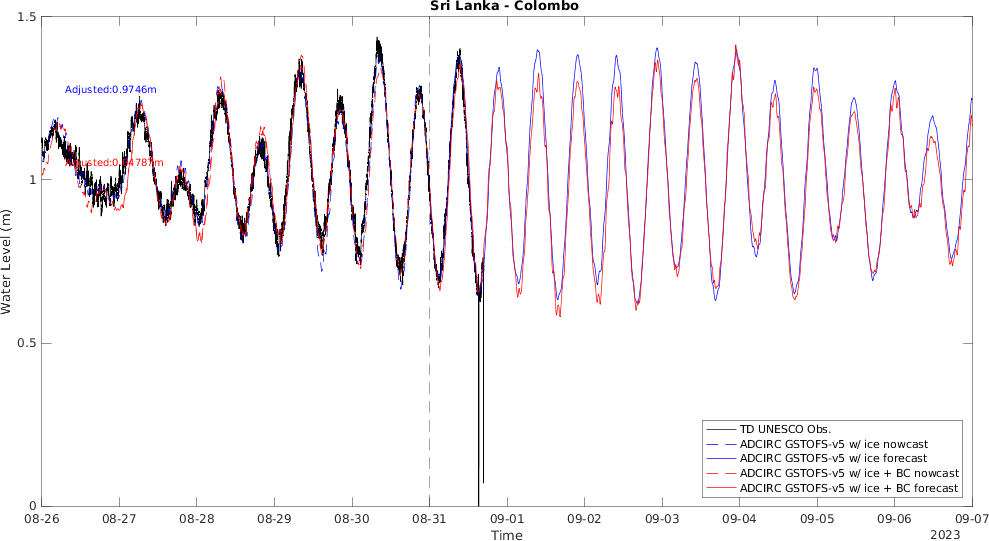 Sri Lanka - Colombo
1.5
1
0.5
0
Water Level (m)
Adjusted:0.9746m
08-26 08-27 08-28 08-29 08-30 08-31 09-01 09-02 09-03 09-04 09-05 09-06 09-07
Time
2023
TD UNESCO Obs.
ADCIRC GSTOFS-v5 w/ ice nowcast
ADCIRC GSTOFS-v5 w/ ice forecast
ADCIRC GSTOFS-v5 w/ ice + BC nowcast
ADCIRC GSTOFS-v5 w/ ice + BC forecast